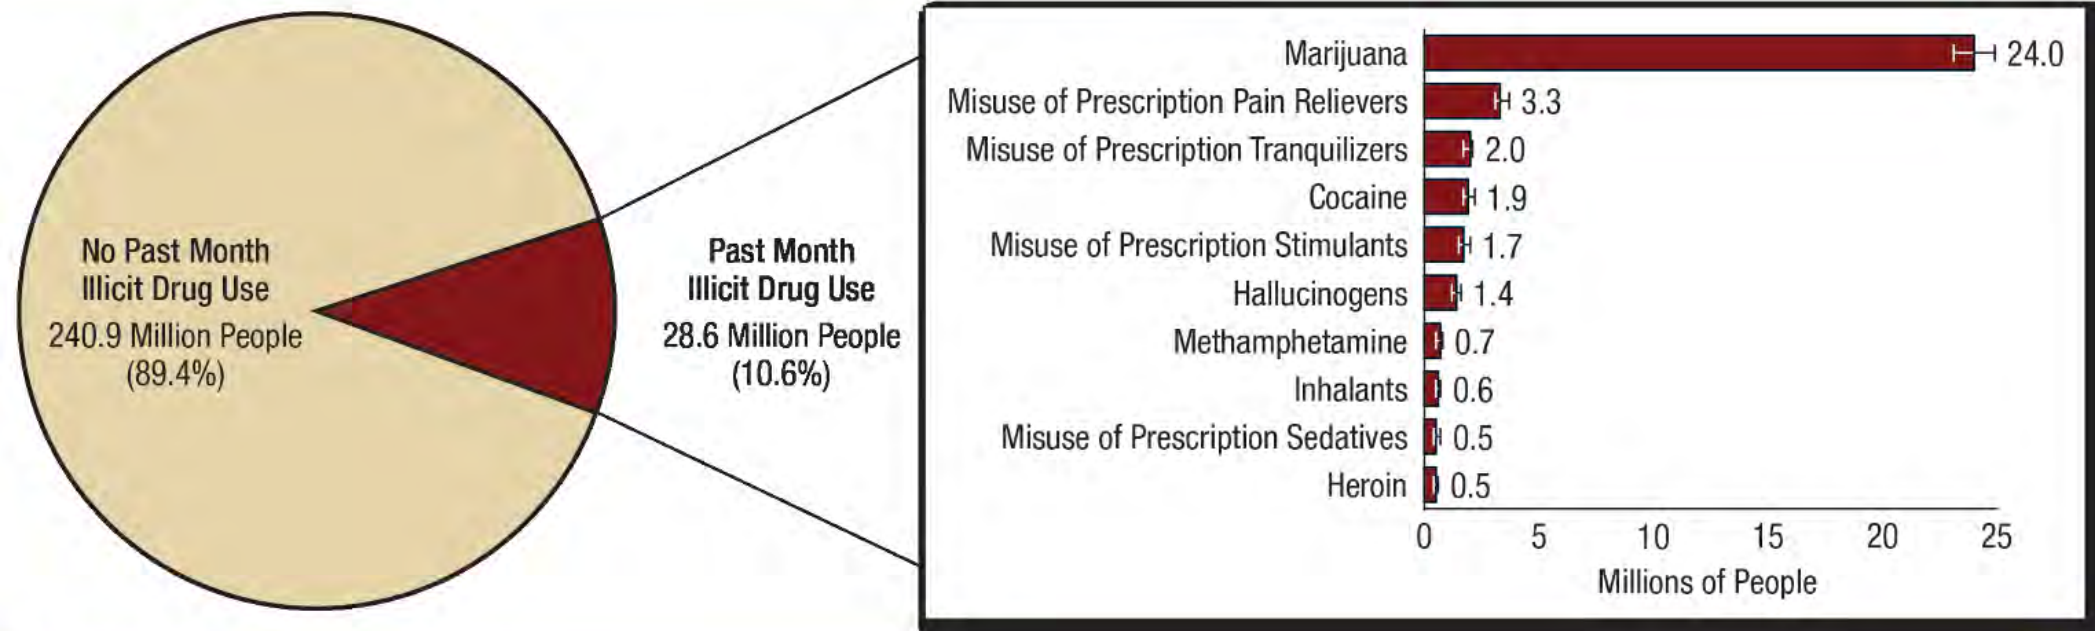 No Past Month
Illicit Drug Use
240.9 Million People
(89.4%)
Past Month
Illicit Drug Use
28.6 Million People
(10.6%)
Marijuana 24.0
Misuse of Prescription Pain Relievers 3.3
Misuse of Prescription Tranquilizers 2.0
Cocaine 1.9
Misuse of Prescription Stimulants 1.7
Hallucinogens 1.4
Methamphetamine 0.7
Inhalants 0.6
Misuse of Prescription Sedatives 0.5
Heroin 0.5
0 5 10 15 20 25
Millions of People